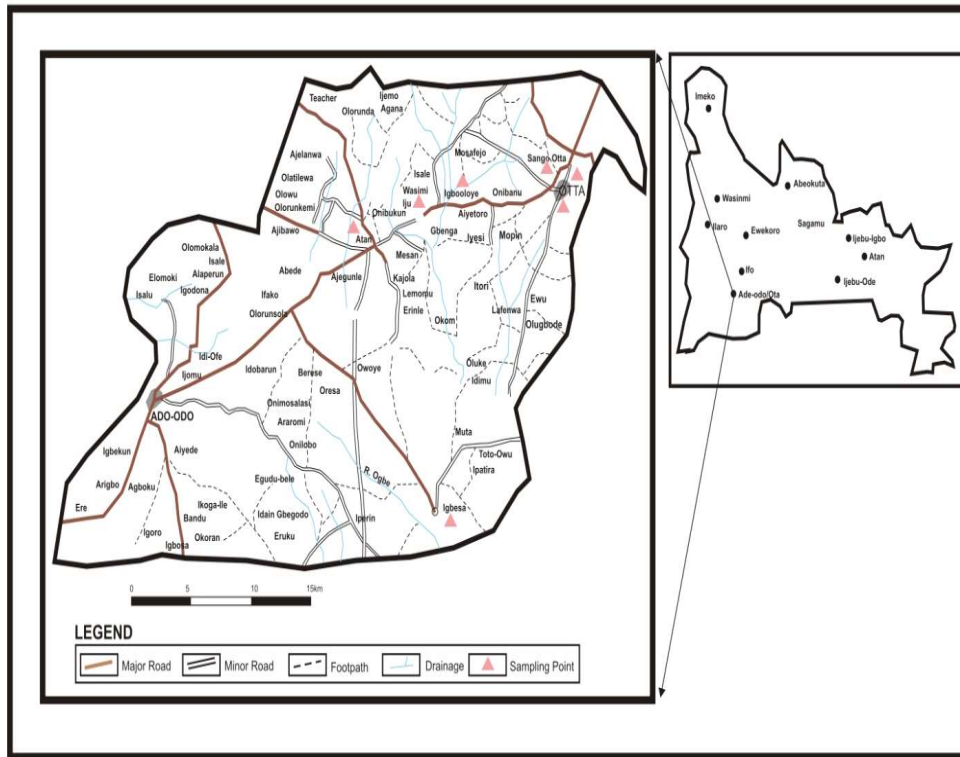 Teacher
Ijemo
Agana
Olorunda
Ajelanwa
Olatilewa
Olowu
Olorunkemi
Ajibawo
Mosafejo
Sango Otta
OTTA
Isale
Wasimi
Iju
Igbooloye
Onibanu
Onibukun
Aiyetoro
Gbenga
Iyesi
Mopin
Atan
Mesan
Olomokala
Isale
Alaperun
Igodona
Elomoki
Isalu
Abede
Ajegunle
Kajola
Lemomu
Erinle
Itori
Ewu
Lafenwa
Olugbode
Ifako
Olorunsola
Okom
Idi-Ofe
Ijomu
Idobarun
Berese
Owoye
Oresa
Oluke
Idimu
ADO-ODO
Onimosalasi
Araromi
Onilobo
Muta
Toto-Owu
Ipatira
Igbekun
Aiyede
Arigbo
Agboku
Egudu-bele
R. Ogbe
Igbesa
Ere
Ikoga-Ile
Bandu
Idain Gbegodo
Iperin
Igoro
Okoran
Eruku
Igbosa
0 5 10 15km
LEGEND
Major Road
Minor Road
Footpath
Drainage
Sampling Point
Imeko
Abeokuta
Wasinmi
Ilaro
Ewekoro
Sagamu
Ijebu-Igbo
Atan
Ifo
Ijebu-Ode
Ade-odo/Ota